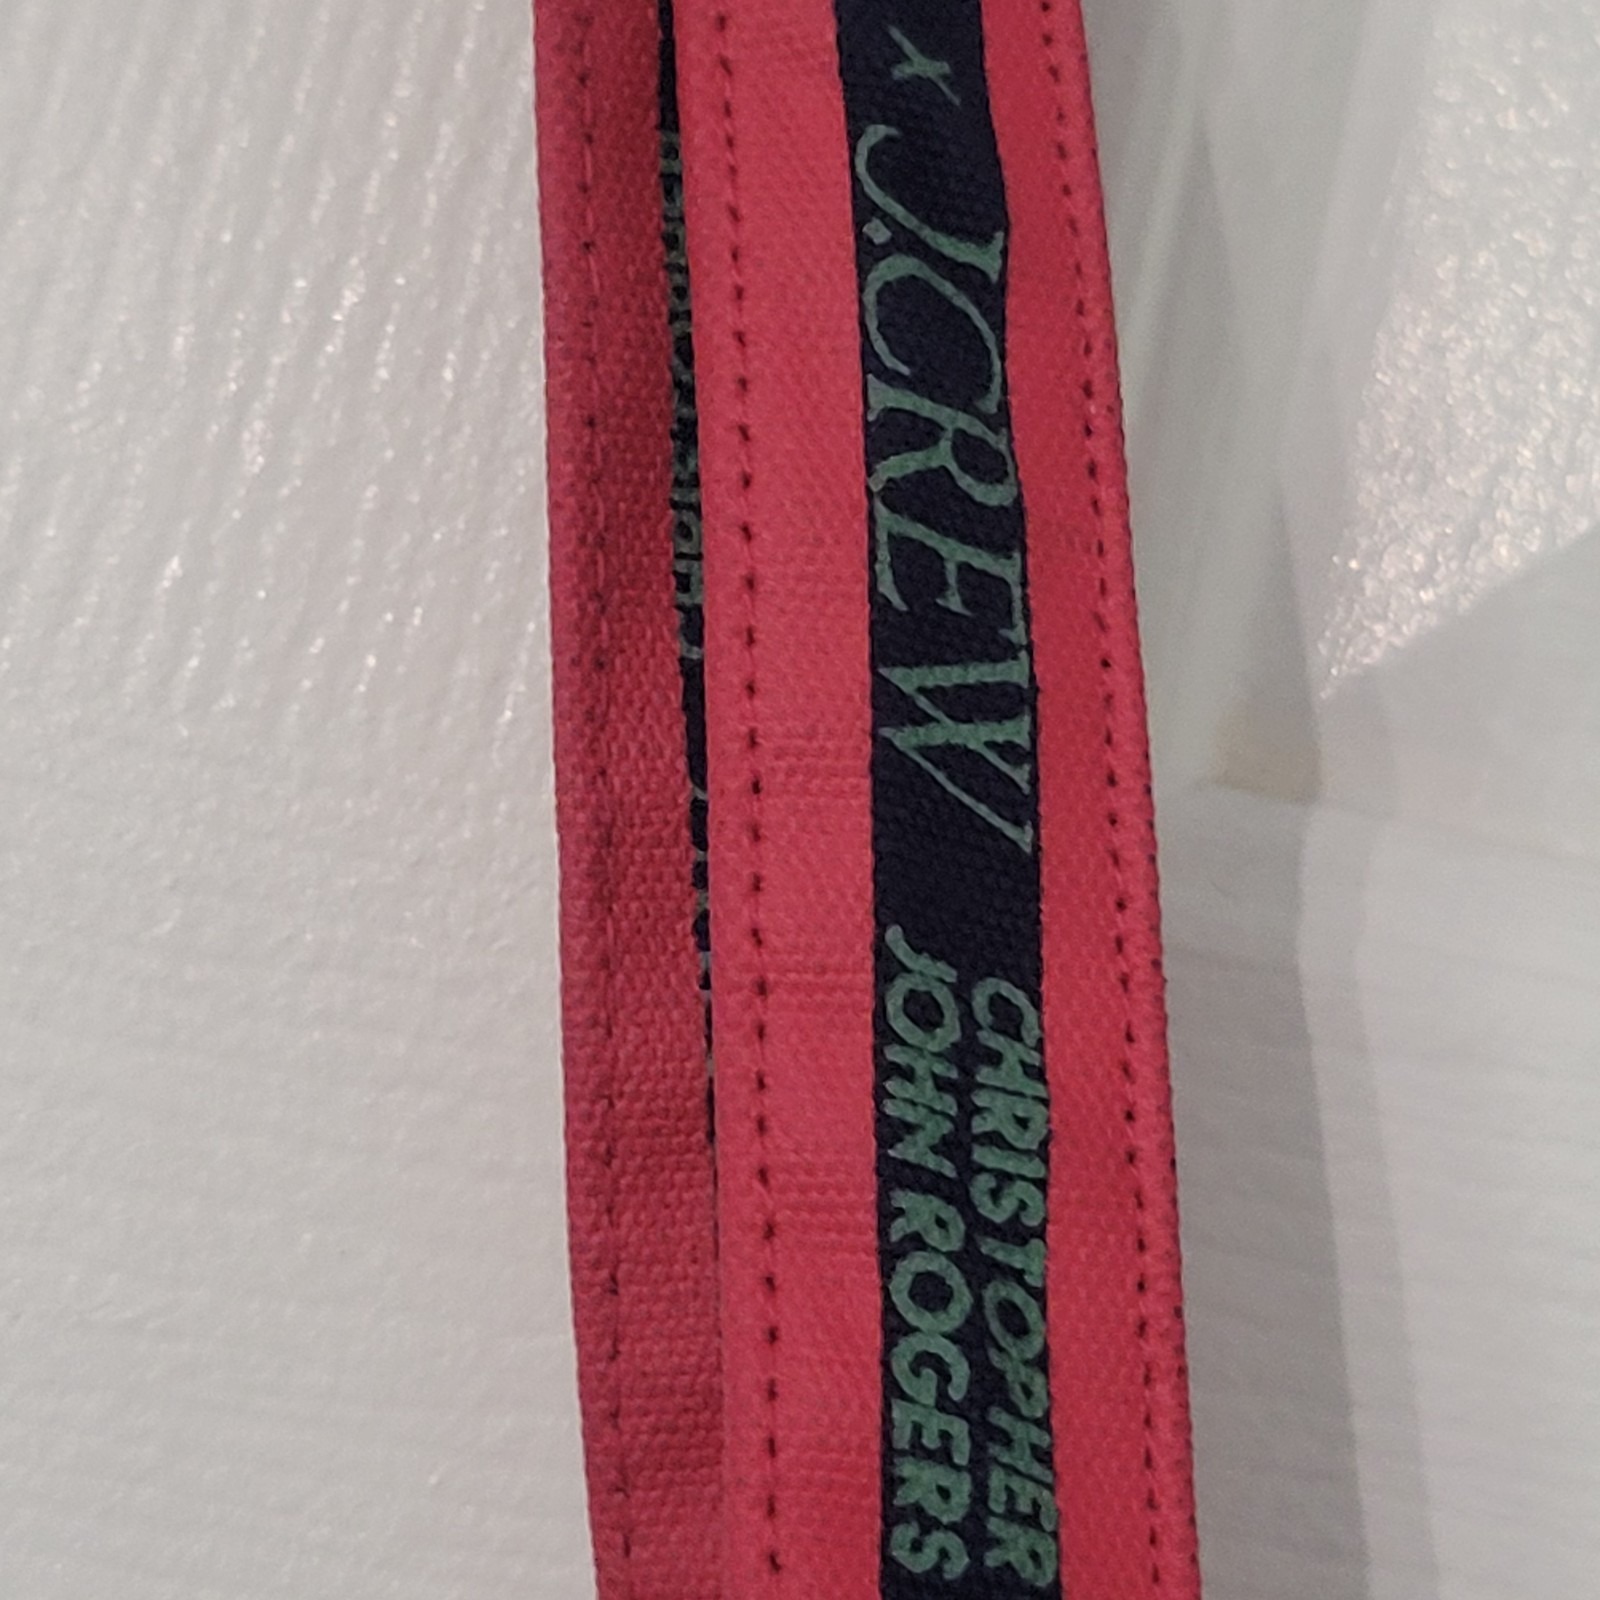 x J.CREW
CHRISTOPHER
JOHN ROGERS